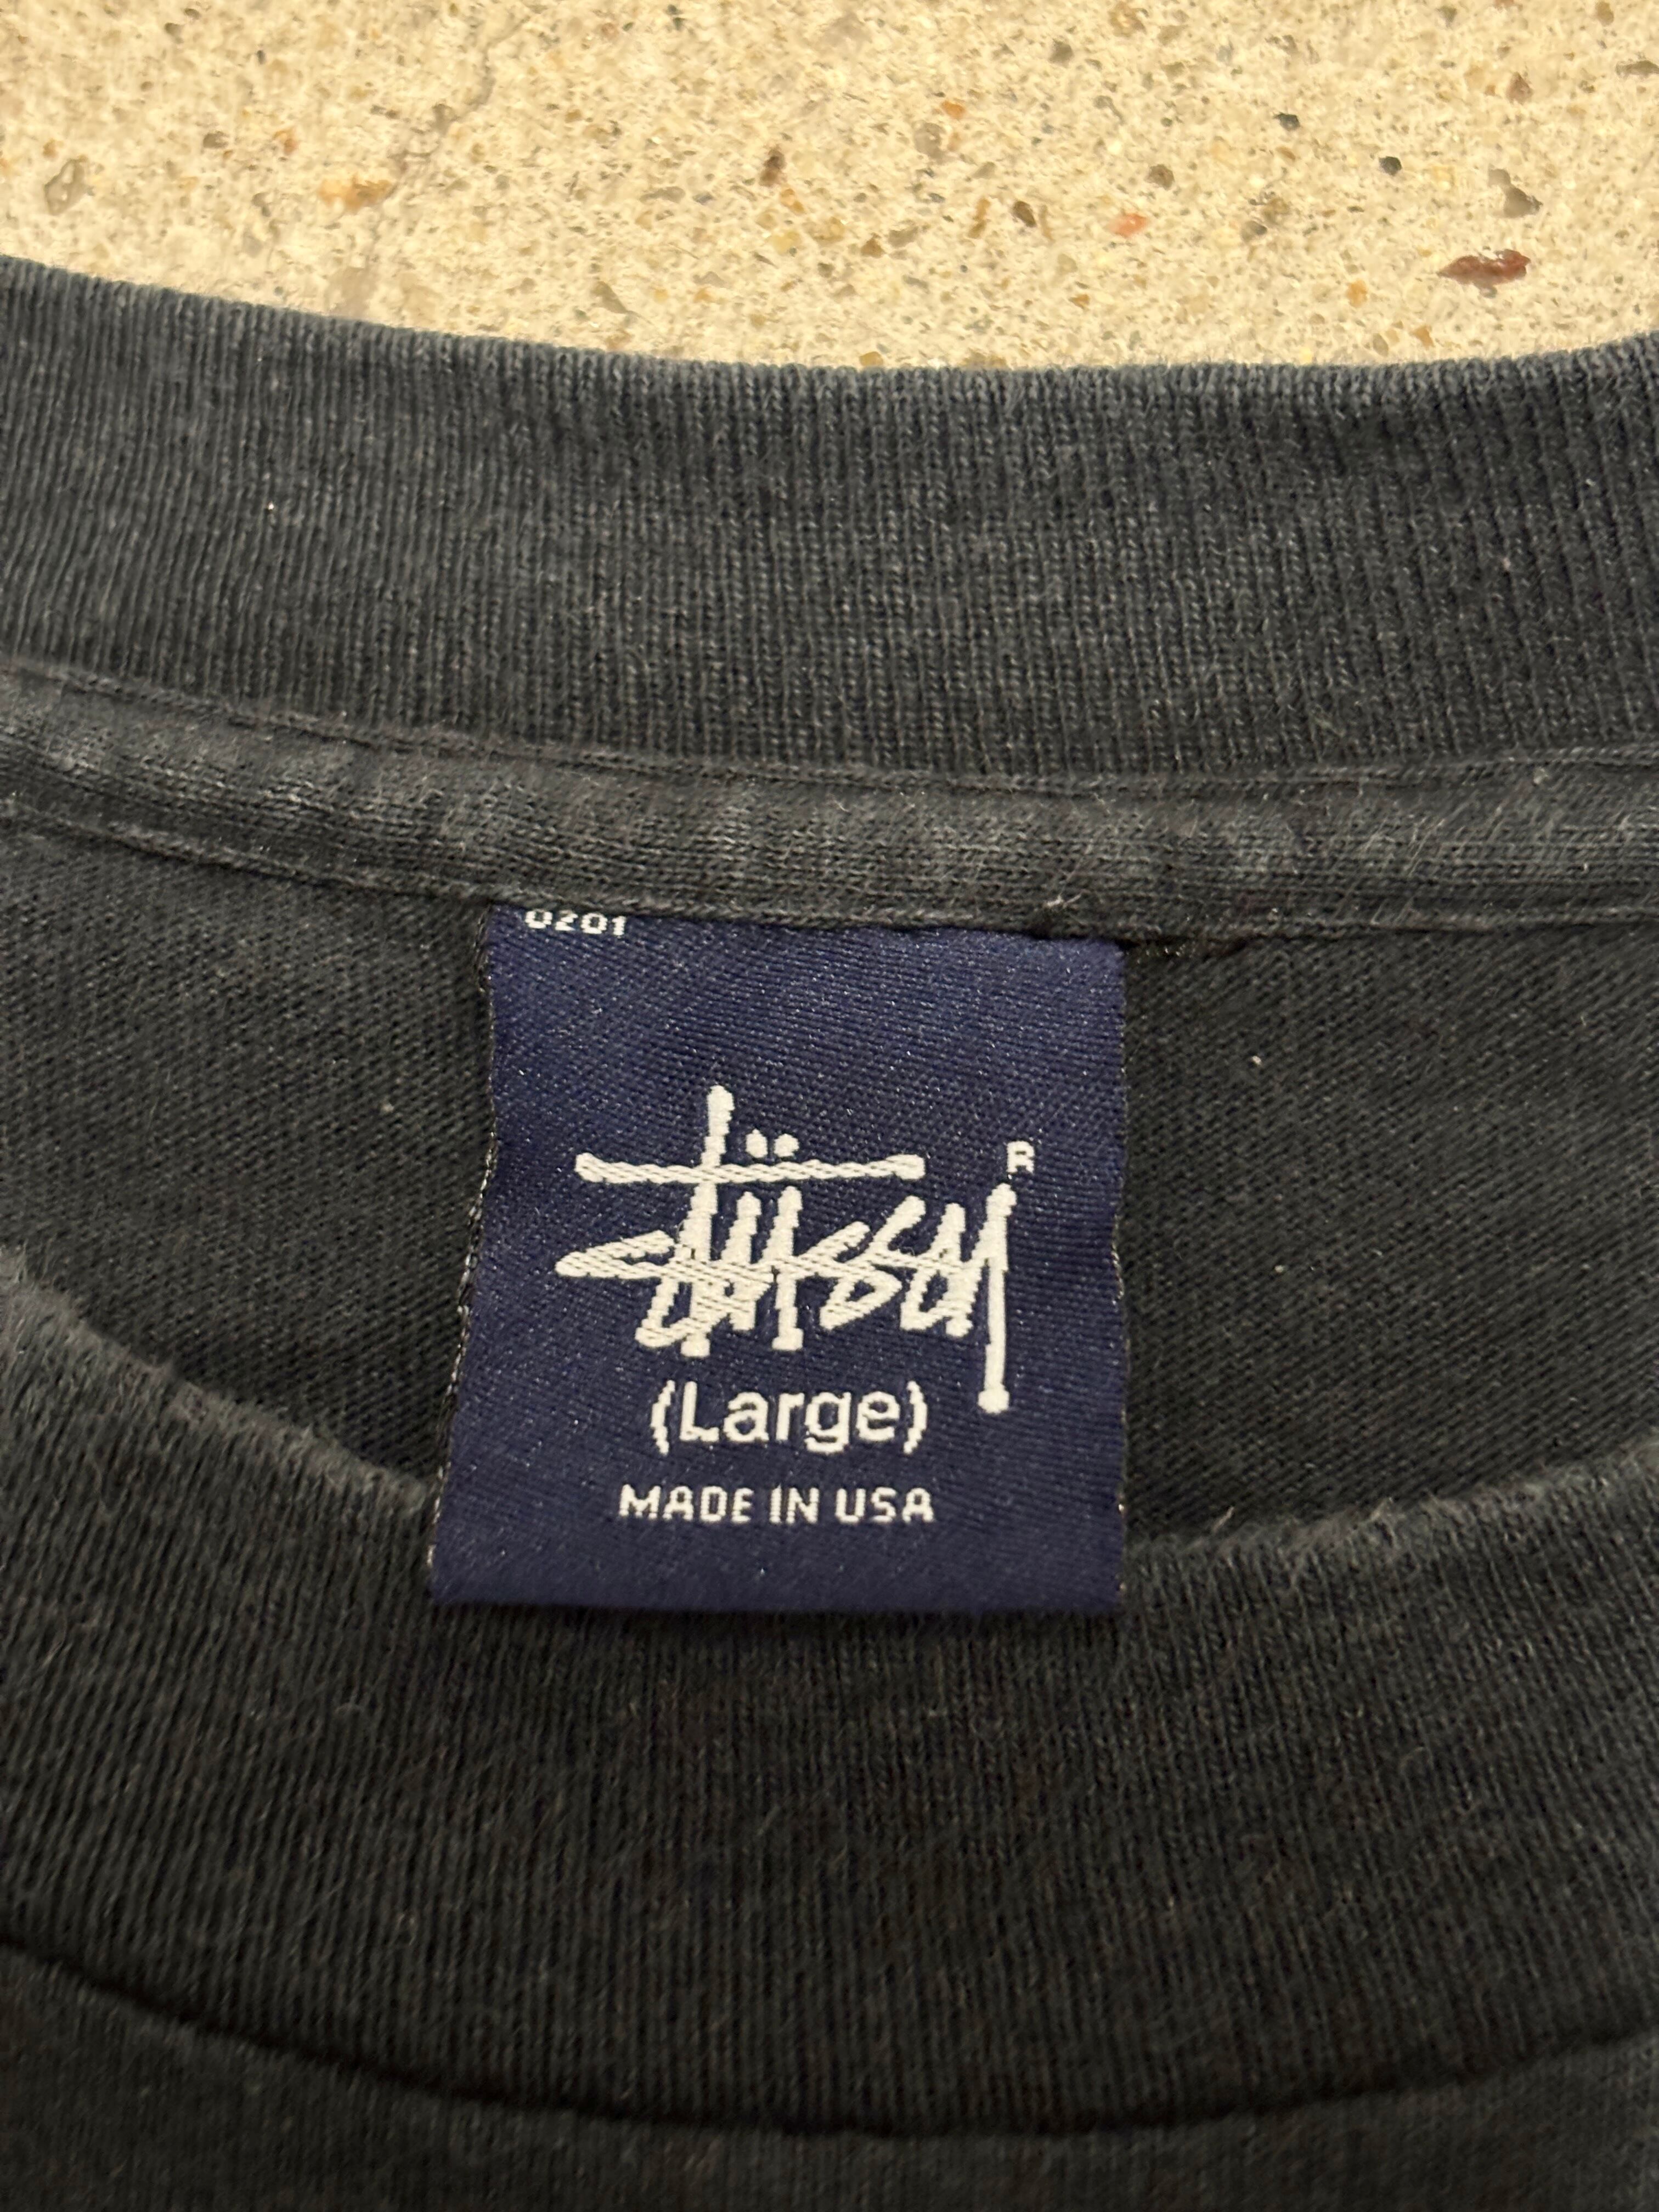 0201
Stüssy
R
(Large)
MADE IN USA